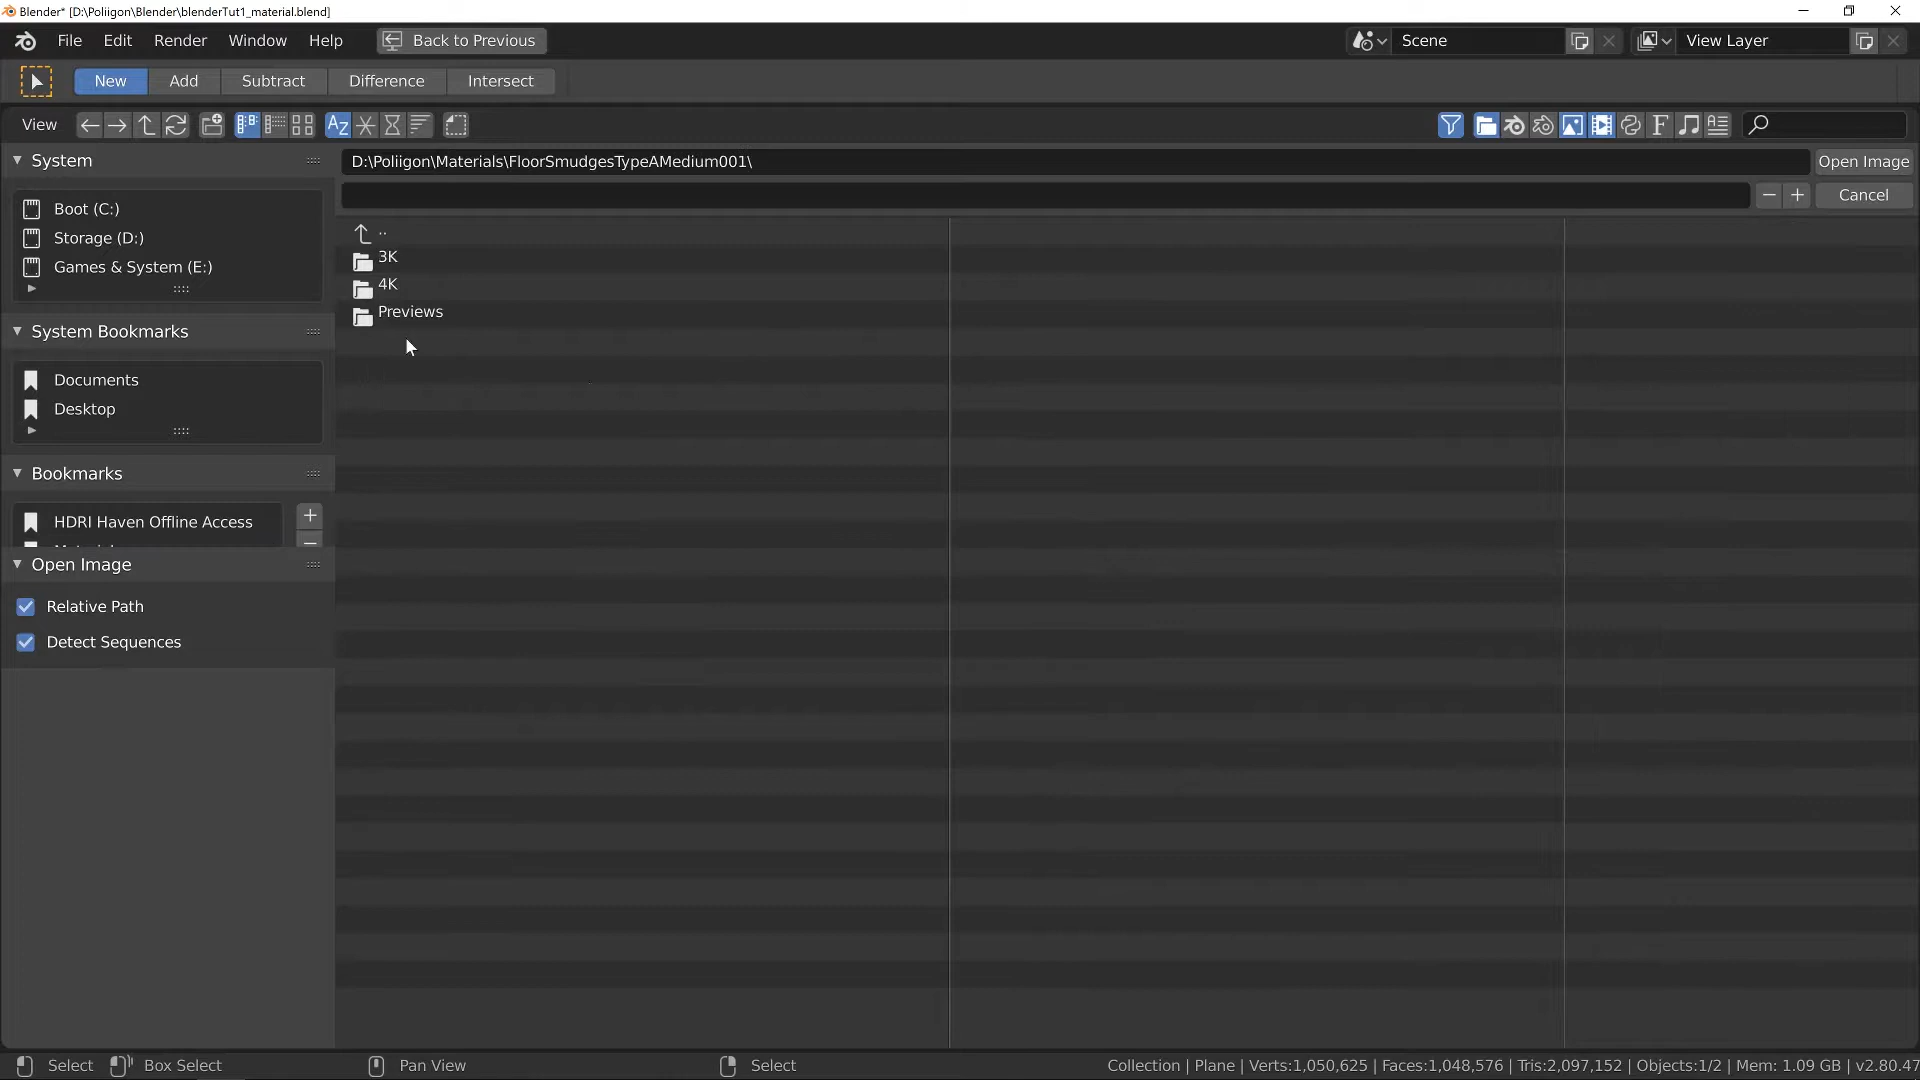 Blender* [D:\Poliigon\Blender\blenderTut1_material.blend]
File Edit Render Window Help Back to Previous Scene View Layer
New Add Subtract Difference Intersect
View
System
Boot (C:)
Storage (D:)
Games & System (E:)
System Bookmarks
Documents
Desktop
Bookmarks
HDRI Haven Offline Access
Open Image
Relative Path
Detect Sequences
D:\Poliigon\Materials\FloorSmudgesTypeAMedium001\ Open Image
Cancel
..
3K
4K
Previews
Select Box Select Pan View Select Collection | Plane | Verts:1,050,625 | Faces:1,048,576 | Tris:2,097,152 | Objects:1/2 | Mem: 1.09 GB | v2.80.47